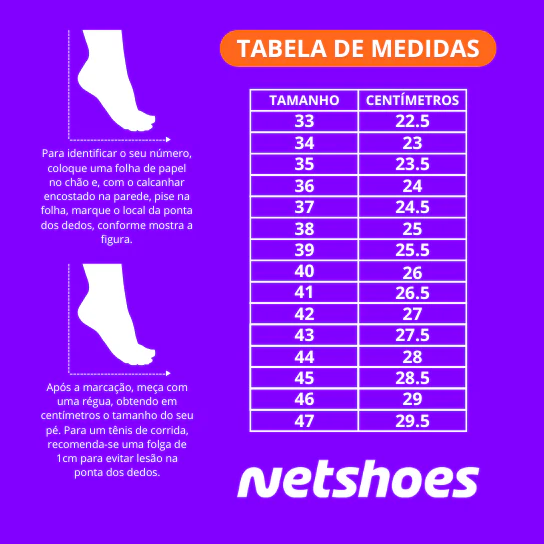 TABELA DE MEDIDAS
TAMANHO CENTÍMETROS
33 22.5
34 23
35 23.5
36 24
37 24.5
38 25
39 25.5
40 26
41 26.5
42 27
43 27.5
44 28
45 28.5
46 29
47 29.5
Para identificar o seu número,
coloque uma folha de papel
no chão e, com o calcanhar
encostado na parede, pise na
folha, marque o local da ponta
dos dedos, conforme mostra a
figura.
Após a marcação, meça com
uma régua, obtendo em
centímetros o tamanho do seu
pé. Para um tênis de corrida,
recomenda-se uma folga de
1cm para evitar lesão na
ponta dos dedos.
netshoes